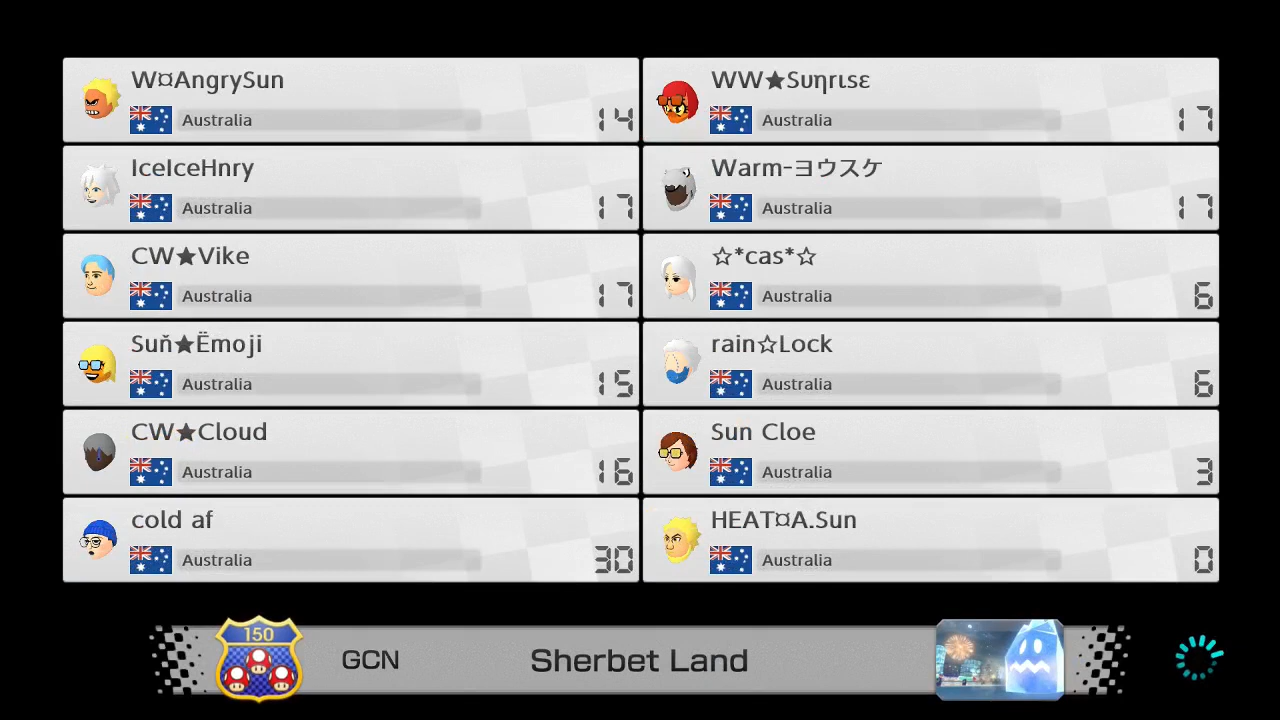 W¤AngrySun
Australia
14
WW★Sυηrιsε
Australia
17
IceIceHnry
Australia
17
Warm-ヨウスケ
Australia
17
CW★Vike
Australia
17
☆*cas*☆
Australia
6
Suň★Ëmoji
Australia
15
rain☆Lock
Australia
6
CW★Cloud
Australia
16
Sun Cloe
Australia
3
cold af
Australia
30
HEAT¤A.Sun
Australia
0
150
GCN Sherbet Land